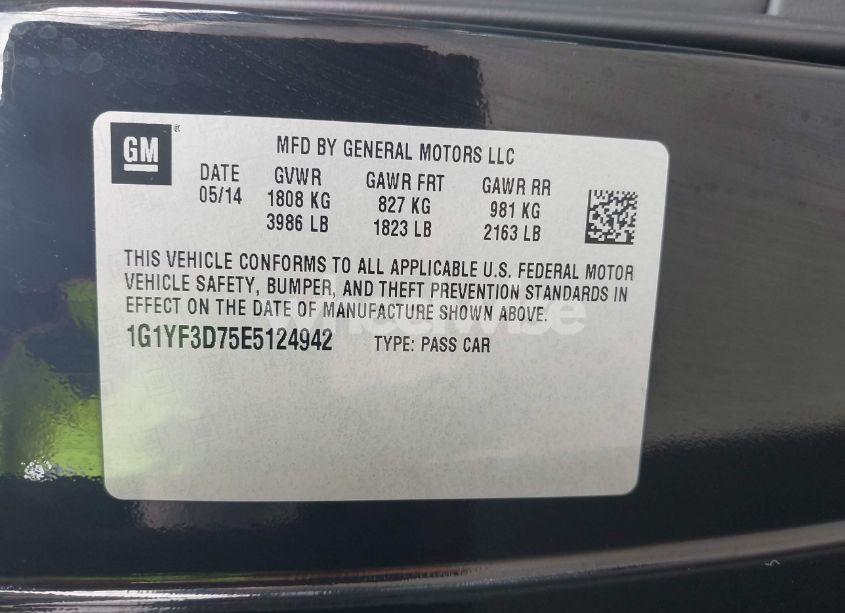 GM
MFD BY GENERAL MOTORS LLC
DATE GVWR GAWR FRT GAWR RR
05/14 1808 KG 827 KG 981 KG
3986 LB 1823 LB 2163 LB
THIS VEHICLE CONFORMS TO ALL APPLICABLE U.S. FEDERAL MOTOR
VEHICLE SAFETY, BUMPER, AND THEFT PREVENTION STANDARDS IN
EFFECT ON THE DATE OF MANUFACTURE SHOWN ABOVE.
wheelwise
1G1YF3D75E5124942 TYPE: PASS CAR